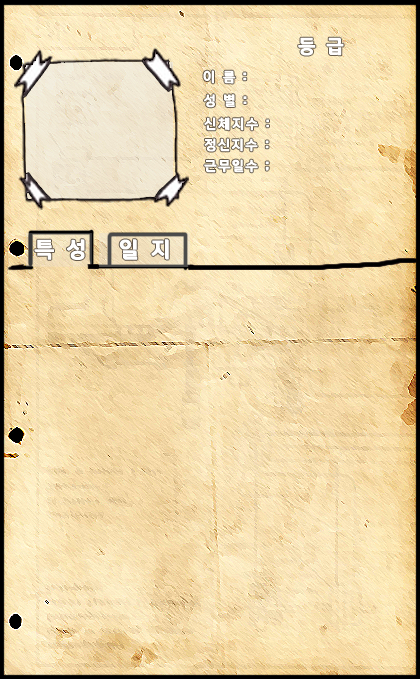 등 급
이 름 :
성 별 :
신체지수 :
정신지수 :
근무일수 ;
특 성 일 지